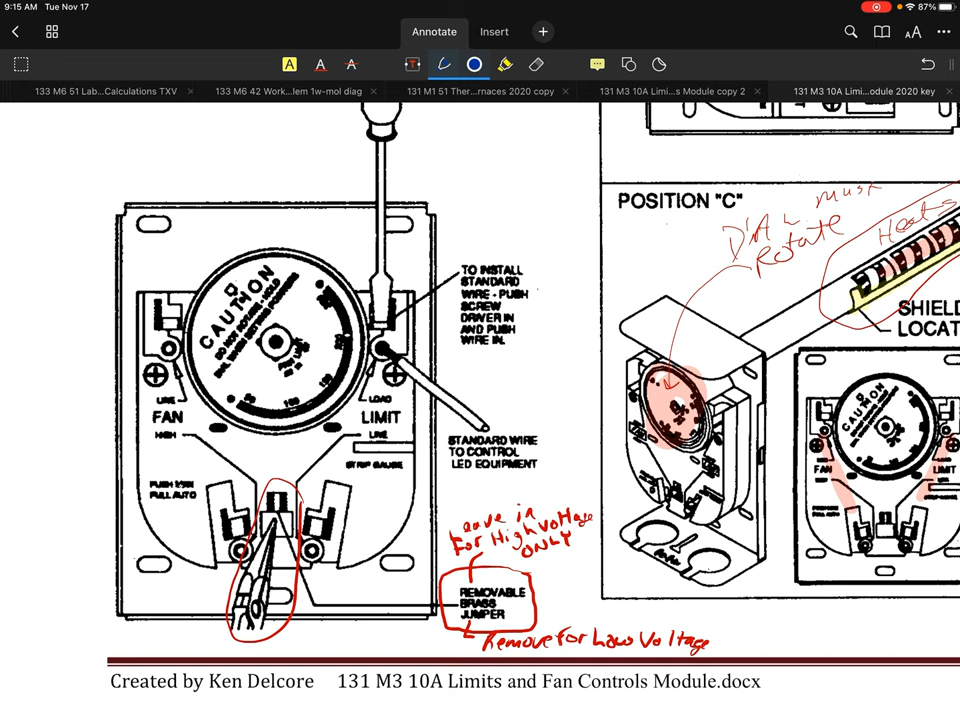 9:15 AM Tue Nov 17
87%
Annotate
Insert
133 M6 51 Lab...Calculations TXV
133 M6 42 Work...lem 1w-mol diag
131 M1 51 Ther...rnaces 2020 copy
131 M3 10A Limi...s Module copy 2
131 M3 10A Limi...odule 2020 key
POSITION "C"
DiAL must
Rotate
Heats
SHIELD
LOCAT
TO INSTALL
STANDARD
WIRE - PUSH
SCREW
DRIVER IN
AND PUSH
WIRE IN.
CAUTION
LINE
FAN
HIGH
LOAD
LIMIT
LINE
STRIP GAUGE
PUSH MAN
PULL AUTO
STANDARD WIRE
TO CONTROL
LED EQUIPMENT
Leave in
for High Voltage
ONLY
REMOVABLE
BRASS
JUMPER
Remove for Low Voltage
CAUTION
FAN
LIMIT
Created by Ken Delcore 131 M3 10A Limits and Fan Controls Module.docx